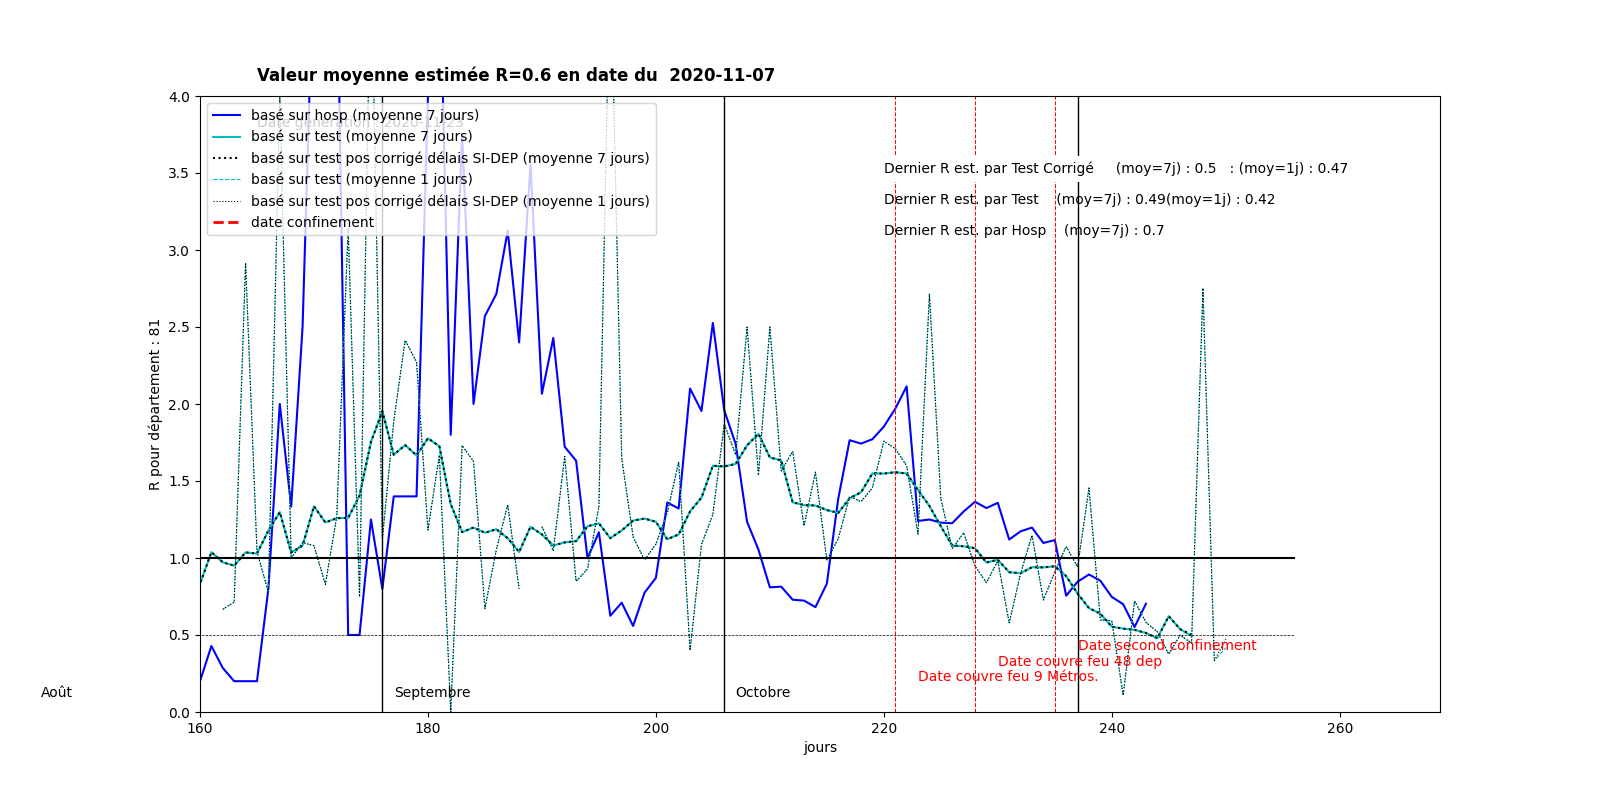 Valeur moyenne estimée R=0.6 en date du  2020-11-07
4.0
3.5
3.0
2.5
2.0
1.5
1.0
0.5
0.0
R pour département : 81
Date génération : 2020-11-23
basé sur hosp (moyenne 7 jours)
basé sur test (moyenne 7 jours)
basé sur test pos corrigé délais SI-DEP (moyenne 7 jours)
basé sur test (moyenne 1 jours)
basé sur test pos corrigé délais SI-DEP (moyenne 1 jours)
date confinement
Dernier R est. par Test Corrigé     (moy=7j) : 0.5   : (moy=1j) : 0.47
Dernier R est. par Test    (moy=7j) : 0.49(moy=1j) : 0.42
Dernier R est. par Hosp    (moy=7j) : 0.7
Date second confinement
Date couvre feu 48 dep
Date couvre feu 9 Métros.
Août
Septembre
Octobre
160
180
200
220
240
260
jours